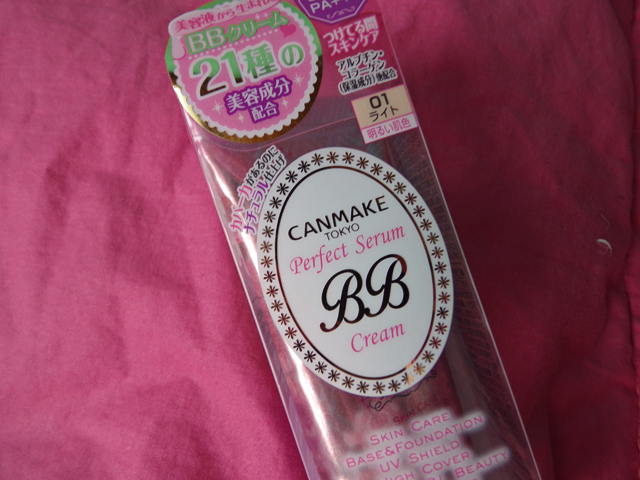 美容液から生まれた
BBクリーム
21種の
美容成分
配合
PA++
つけてる間
スキンケア
アルブチン・
コラーゲン
(保湿成分)他配合
01
ライト
明るい肌色
カバー力があるのに
ナチュラル仕上げ
CANMAKE
TOKYO
Perfect Serum
BB
Cream
SKIN CARE
BASE&FOUNDATION
UV SHIELD
HIGH COVER
BEAUTY